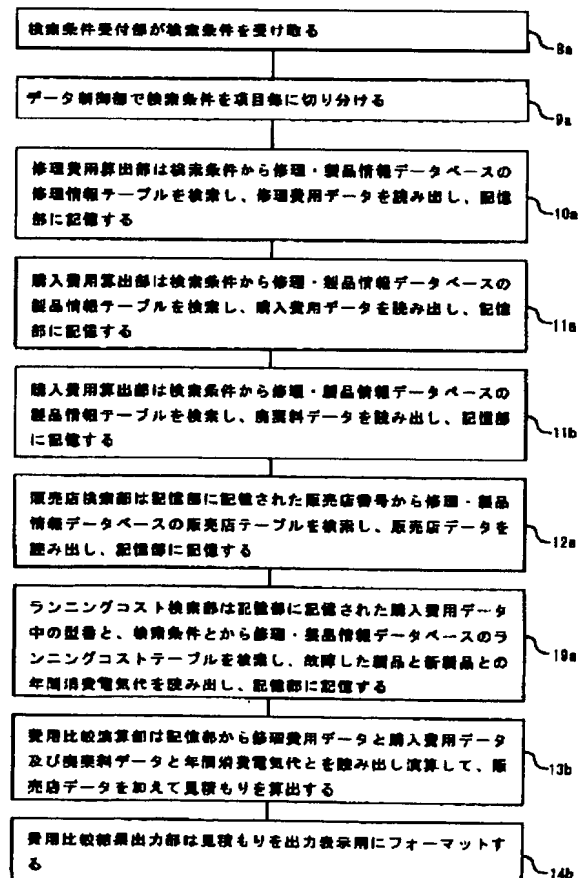 検索条件受付部が検索条件を受け取る
8a
データ制御部で検索条件を項目毎に切り分ける
9a
修理費用算出部は検索条件から修理・製品情報データベースの
修理情報テーブルを検索し、修理費用データを読み出し、記憶
部に記憶する
10a
購入費用算出部は検索条件から修理・製品情報データベースの
製品情報テーブルを検索し、購入費用データを読み出し、記憶
部に記憶する
11a
購入費用算出部は検索条件から修理・製品情報データベースの
製品情報テーブルを検索し、廃棄料データを読み出し、記憶部
に記憶する
11b
販売店検索部は記憶部に記憶された販売店番号から修理・製品
情報データベースの販売店テーブルを検索し、販売店データを
読み出し、記憶部に記憶する
12a
ランニングコスト検索部は記憶部に記憶された購入費用データ
中の型番と、検索条件とから修理・製品情報データベースのラ
ンニングコストテーブルを検索し、故障した製品と新製品との
年間消費電気代を読み出し、記憶部に記憶する
19a
費用比較演算部は記憶部から修理費用データと購入費用データ
及び廃棄料データと年間消費電気代とを読み出し演算して、販
売店データを加えて見積もりを算出する
13b
費用比較結果出力部は見積もりを出力表示用にフォーマットす
る
14b